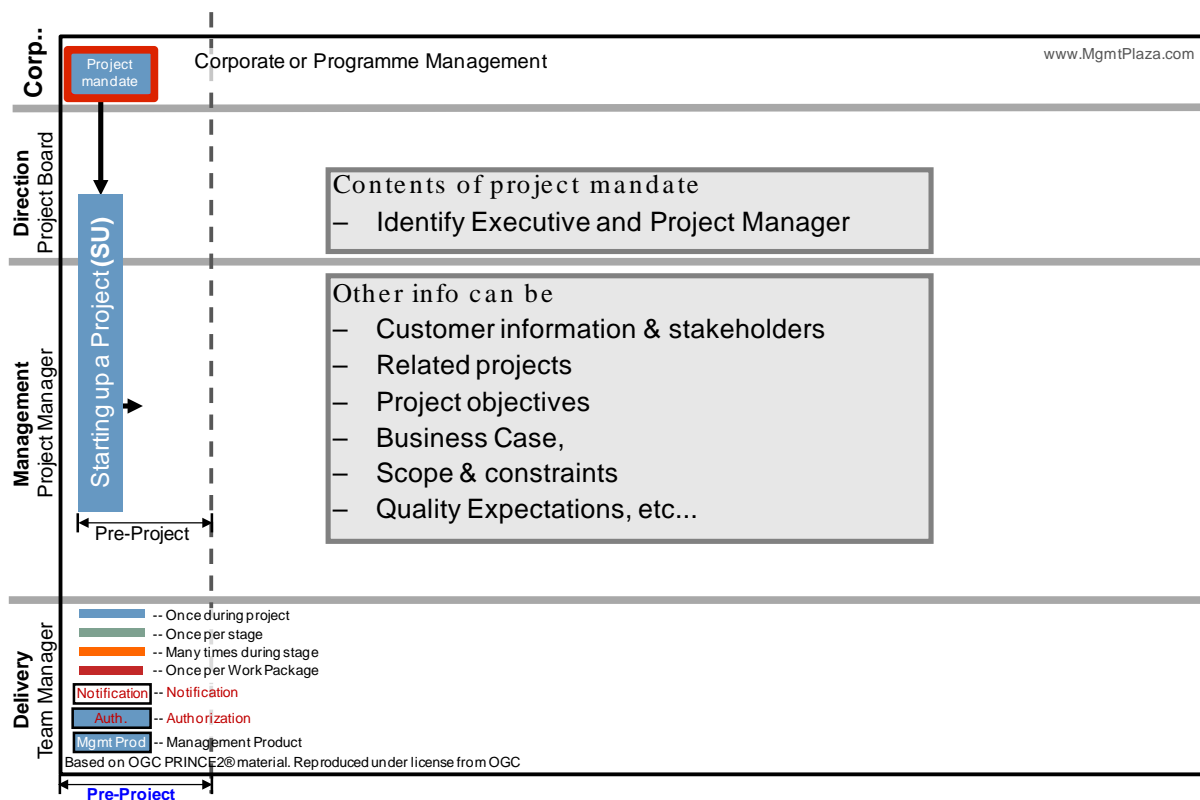 Corp..
Project
mandate
Corporate or Programme Management
www.MgmtPlaza.com
Direction
Project Board
Contents of project mandate
– Identify Executive and Project Manager
Starting up a Project (SU)
Management
Project Manager
Other info can be
– Customer information & stakeholders
– Related projects
– Project objectives
– Business Case,
– Scope & constraints
– Quality Expectations, etc...
Pre-Project
Delivery
Team Manager
-- Once during project
-- Once per stage
-- Many times during stage
-- Once per Work Package
Notification -- Notification
Auth. -- Authorization
Mgmt Prod -- Management Product
Based on OGC PRINCE2® material. Reproduced under license from OGC
Pre-Project